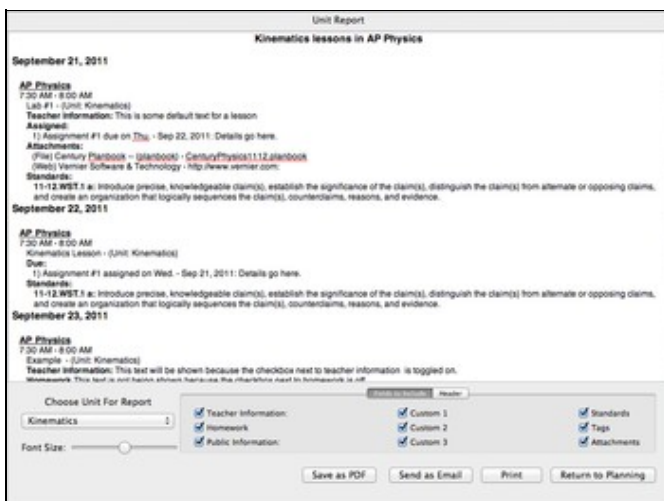 Unit Report
Kinematics lessons in AP Physics
September 21, 2011
AP Physics
7:30 AM - 8:00 AM
Lab #1 - (Unit: Kinematics)
Teacher Information: This is some default text for a lesson
Assigned:
1) Assignment #1 due on Thu. - Sep 22, 2011: Details go here.
Attachments:
(File) Century Planbook -- (planbook) - CenturyPhysics1112.planbook
(Web) Vernier Software & Technology - http://www.vernier.com:
Standards:
11-12.WST.1 a: Introduce precise, knowledgeable claim(s), establish the significance of the claim(s), distinguish the claim(s) from alternate or opposing claims,
and create an organization that logically sequences the claim(s), counterclaims, reasons, and evidence.
September 22, 2011
AP Physics
7:30 AM - 8:00 AM
Kinematics Lesson - (Unit: Kinematics)
Due:
1) Assignment #1 assigned on Wed. - Sep 21, 2011: Details go here.
Standards:
11-12.WST.1 a: Introduce precise, knowledgeable claim(s), establish the significance of the claim(s), distinguish the claim(s) from alternate or opposing claims,
and create an organization that logically sequences the claim(s), counterclaims, reasons, and evidence.
September 23, 2011
AP Physics
7:30 AM - 8:00 AM
Example - (Unit: Kinematics)
Teacher Information: This text will be shown because the checkbox next to teacher information is toggled on.
Homework This text is not being shown because the checkbox next to homework is off
Fields to Include Header
Choose Unit For Report
Kinematics
Font Size:
Teacher Information: Custom 1 Standards
Homework Custom 2 Tags
Public Information: Custom 3 Attachments
Save as PDF Send as Email Print Return to Planning